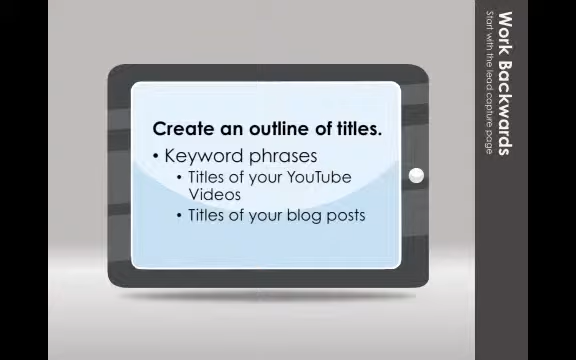 Work Backwards
Start with the lead capture page
Create an outline of titles.
• Keyword phrases
• Titles of your YouTube
Videos
• Titles of your blog posts